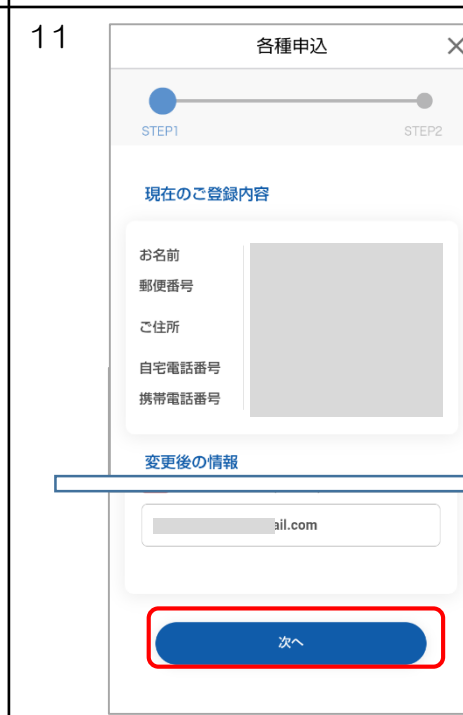 11
各種申込
STEP1
STEP2
現在のご登録内容
お名前
郵便番号
ご住所
自宅電話番号
携帯電話番号
変更後の情報
ail.com
次へ